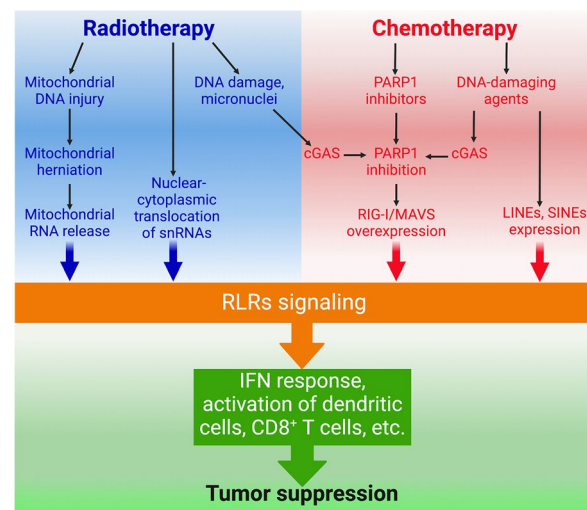 Radiotherapy
Chemotherapy
Mitochondrial
DNA injury
DNA damage,
micronuclei
PARP1
inhibitors
DNA-damaging
agents
Mitochondrial
herniation
cGAS
PARP1
inhibition
cGAS
Nuclear-
cytoplasmic
translocation
of snRNAs
Mitochondrial
RNA release
RIG-I/MAVS
overexpression
LINEs, SINEs
expression
RLRs signaling
IFN response,
activation of dendritic
cells, CD8⁺ T cells, etc.
Tumor suppression